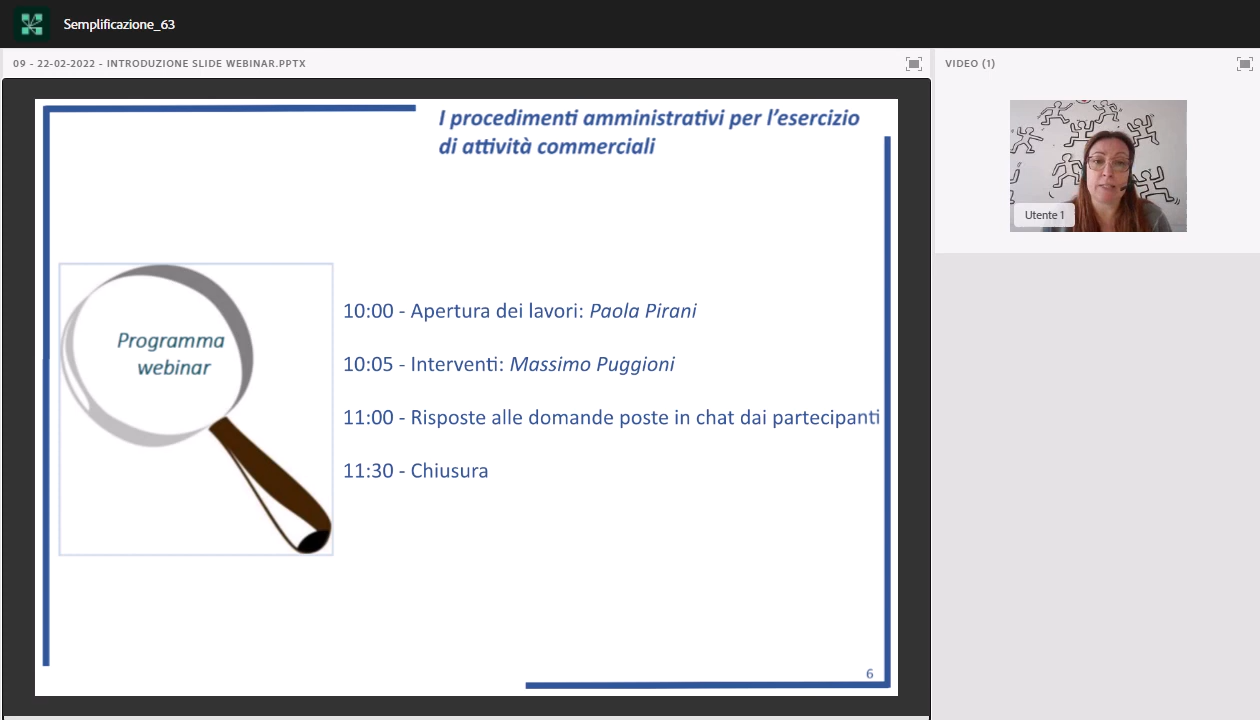 Semplificazione_63
09 - 22-02-2022 - INTRODUZIONE SLIDE WEBINAR.PPTX
VIDEO (1)
I procedimenti amministrativi per l'esercizio
di attività commerciali
Programma
webinar
10:00 - Apertura dei lavori: Paola Pirani
10:05 - Interventi: Massimo Puggioni
11:00 - Risposte alle domande poste in chat dai partecipanti
11:30 - Chiusura
6
Utente 1